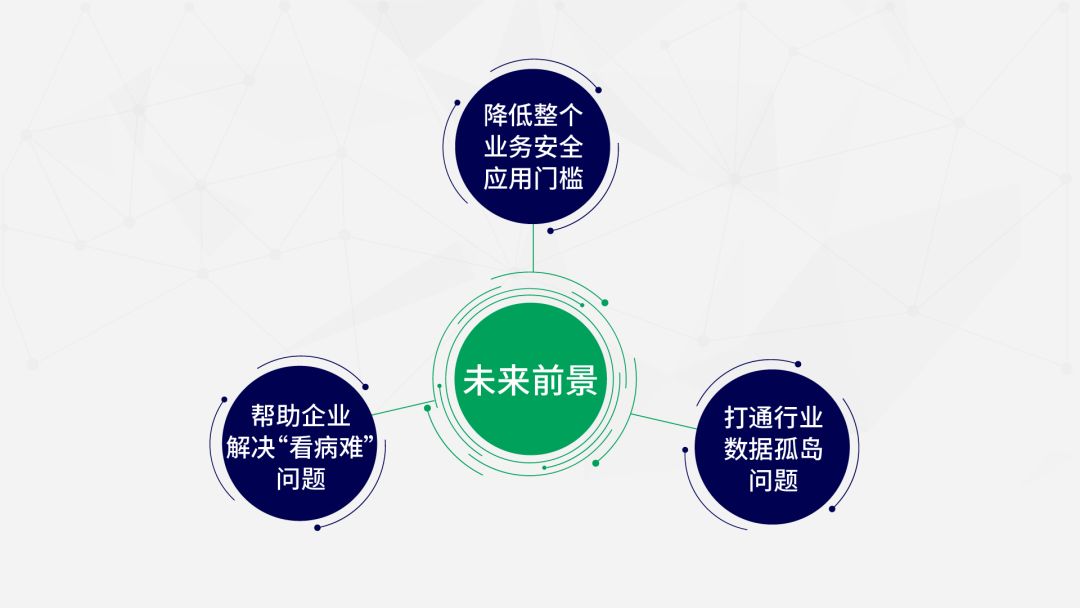 降低整个
业务安全
应用门槛
未来前景
帮助企业
解决“看病难”
问题
打通行业
数据孤岛
问题